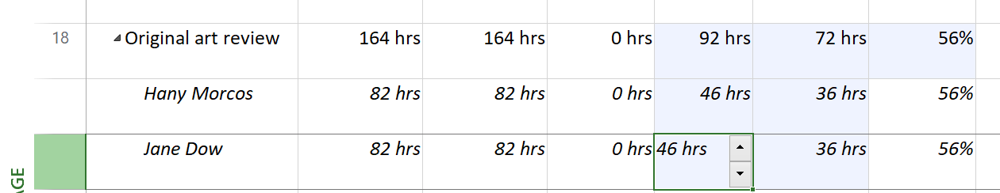 18 Original art review 164 hrs 164 hrs 0 hrs 92 hrs 72 hrs 56%
Hany Morcos 82 hrs 82 hrs 0 hrs 46 hrs 36 hrs 56%
Jane Dow 82 hrs 82 hrs 0 hrs 46 hrs 36 hrs 56%